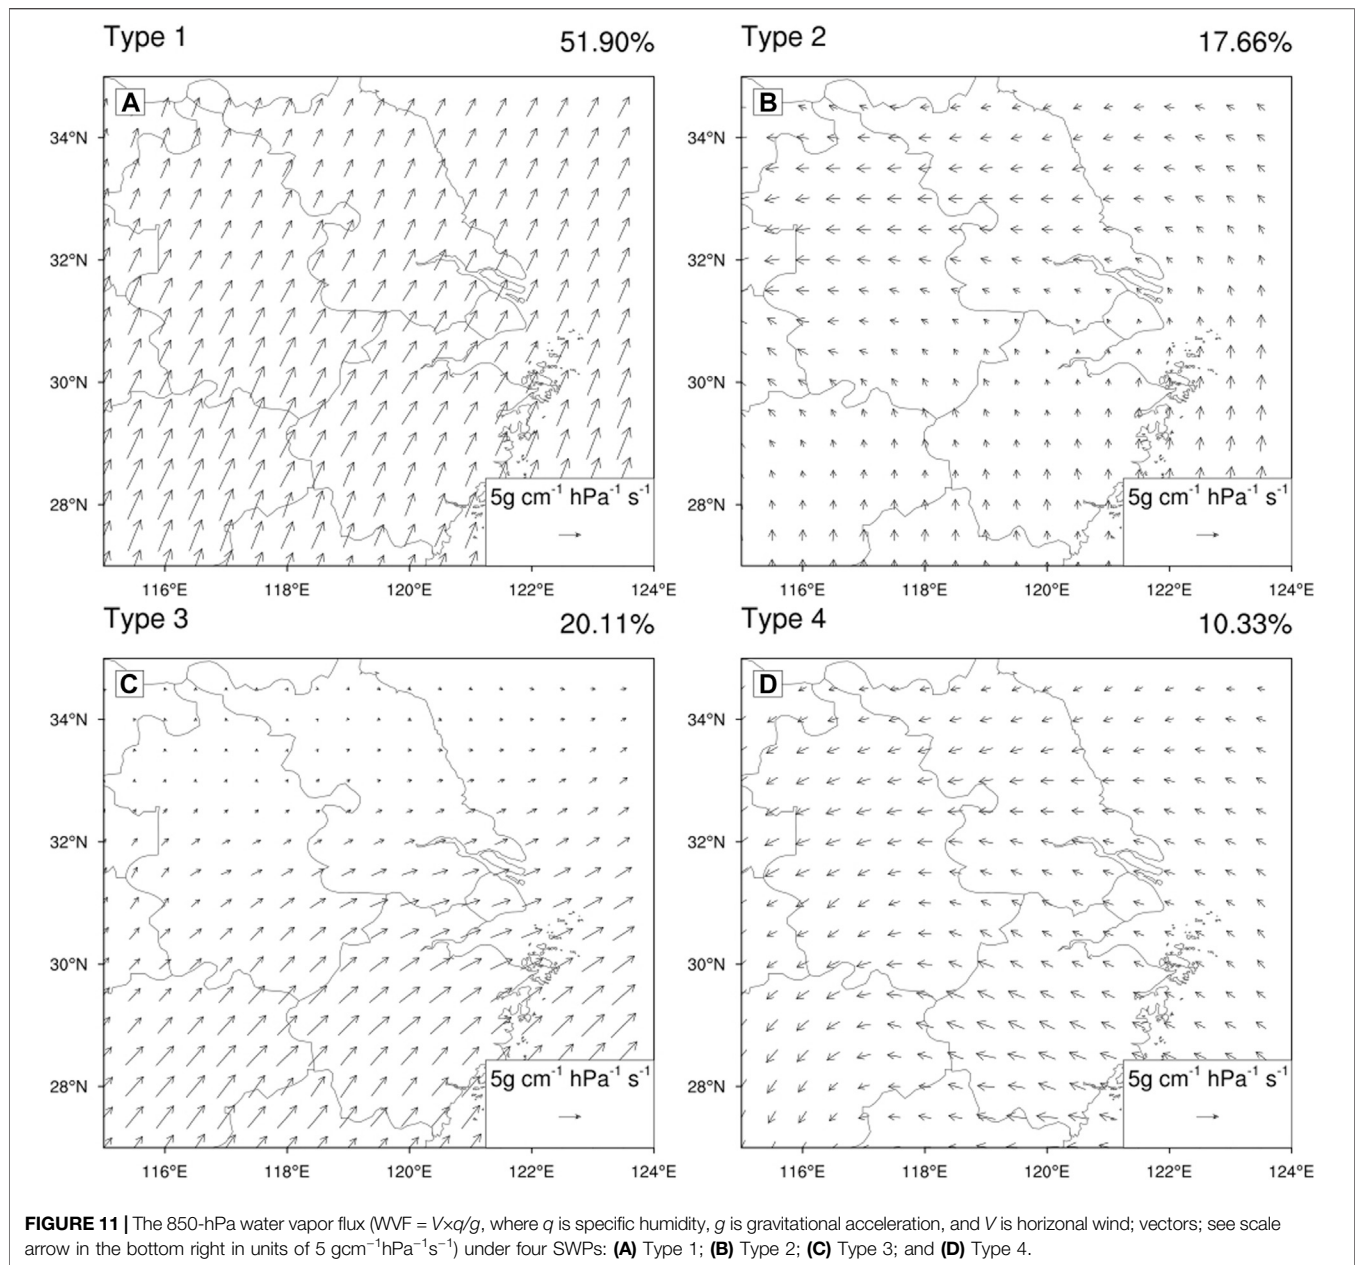 Type 1 51.90% Type 2 17.66%
A B
34°N 34°N
32°N 32°N
30°N 30°N
28°N 28°N
5g cm⁻¹ hPa⁻¹ s⁻¹ 5g cm⁻¹ hPa⁻¹ s⁻¹
116°E 118°E 120°E 122°E 124°E 116°E 118°E 120°E 122°E 124°E
Type 3 20.11% Type 4 10.33%
C D
34°N 34°N
32°N 32°N
30°N 30°N
28°N 28°N
5g cm⁻¹ hPa⁻¹ s⁻¹ 5g cm⁻¹ hPa⁻¹ s⁻¹
116°E 118°E 120°E 122°E 124°E 116°E 118°E 120°E 122°E 124°E
FIGURE 11 | The 850-hPa water vapor flux (WVF = V×q/g, where q is specific humidity, g is gravitational acceleration, and V is horizonal wind; vectors; see scale
arrow in the bottom right in units of 5 gcm⁻¹hPa⁻¹s⁻¹) under four SWPs: (A) Type 1; (B) Type 2; (C) Type 3; and (D) Type 4.